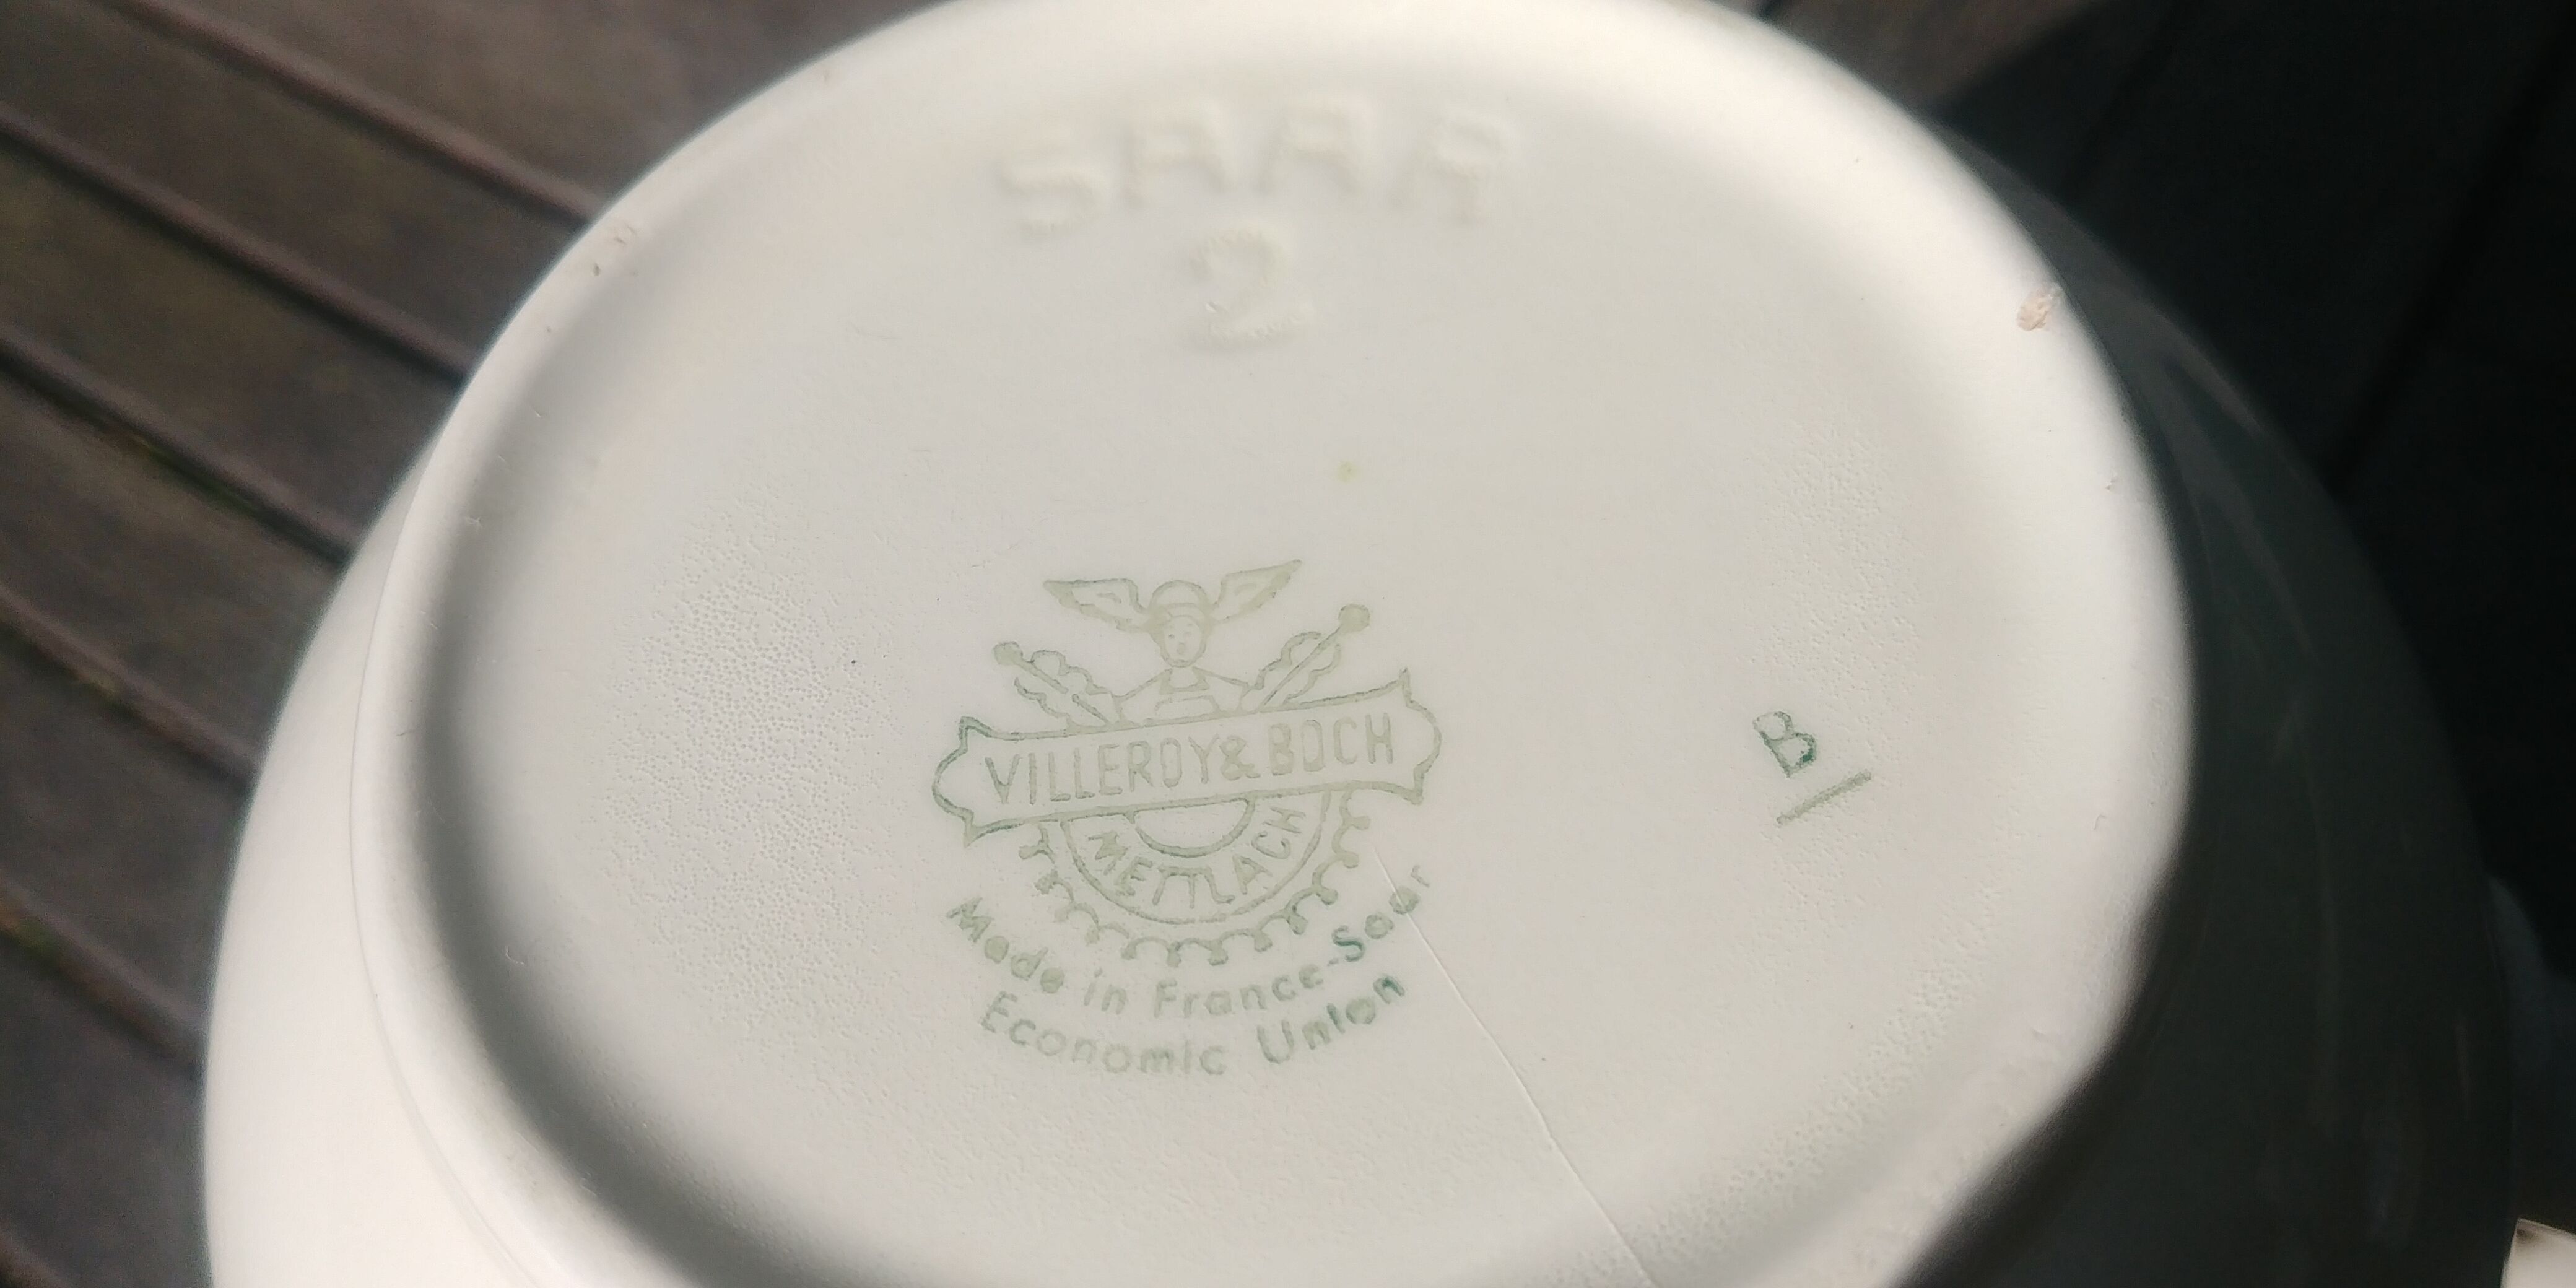 SAAR
2
VILLEROY & BOCH
METTLACH
Made in France-Saar
Economic Union
B/